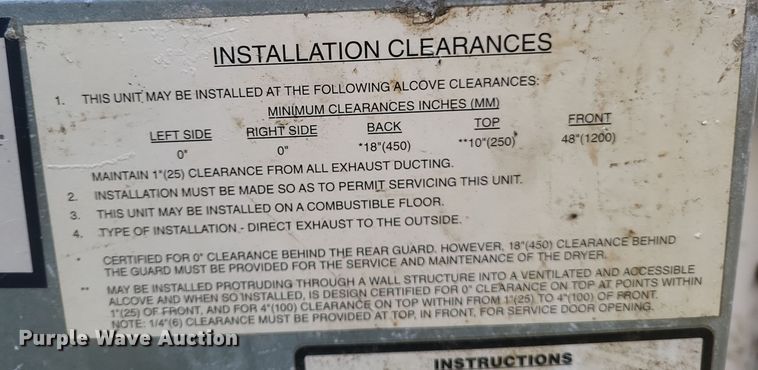 INSTALLATION CLEARANCES
1. THIS UNIT MAY BE INSTALLED AT THE FOLLOWING ALCOVE CLEARANCES:
MINIMUM CLEARANCES INCHES (MM)
LEFT SIDE RIGHT SIDE BACK TOP FRONT
0" 0" *18"(450) **10"(250) 48"(1200)
MAINTAIN 1"(25) CLEARANCE FROM ALL EXHAUST DUCTING.
2. INSTALLATION MUST BE MADE SO AS TO PERMIT SERVICING THIS UNIT.
3. THIS UNIT MAY BE INSTALLED ON A COMBUSTIBLE FLOOR.
4. TYPE OF INSTALLATION - DIRECT EXHAUST TO THE OUTSIDE.
* CERTIFIED FOR 0" CLEARANCE BEHIND THE REAR GUARD. HOWEVER, 18"(450) CLEARANCE BEHIND
THE GUARD MUST BE PROVIDED FOR THE SERVICE AND MAINTENANCE OF THE DRYER.
** MAY BE INSTALLED PROTRUDING THROUGH A WALL STRUCTURE INTO A VENTILATED AND ACCESSIBLE
ALCOVE AND WHEN SO INSTALLED, IS DESIGN CERTIFIED FOR 0" CLEARANCE ON TOP AT POINTS WITHIN
1"(25) OF FRONT, AND FOR 4"(100) CLEARANCE ON TOP WITHIN FROM 1"(25) TO 4"(100) OF FRONT.
NOTE: 1/4"(6) CLEARANCE MUST BE PROVIDED AT TOP, IN FRONT, FOR SERVICE DOOR OPENING.
Purple Wave Auction
INSTRUCTIONS